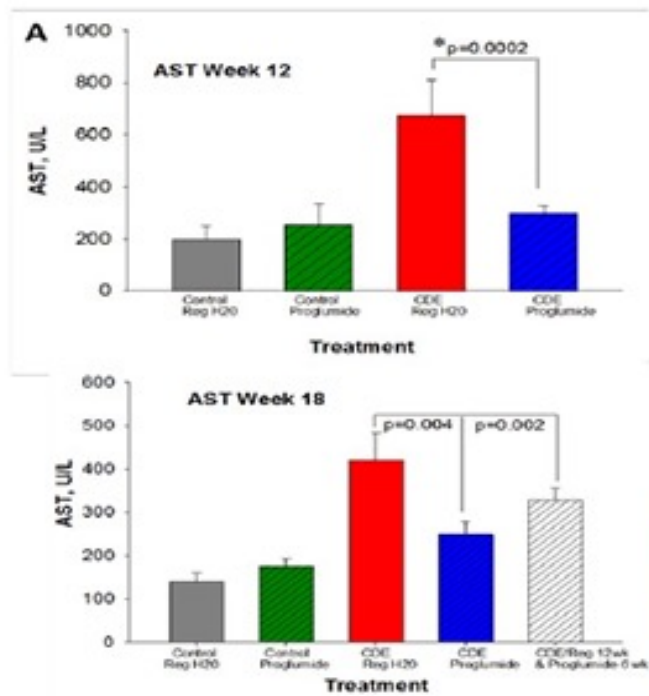 A
AST Week 12
*p=0.0002
1000
800
600
400
200
0
AST, U/L
Control Control CDE CDE
Reg H20 Proglumide Reg H20 Proglumide
Treatment
AST Week 18
p=0.004 p=0.002
600
500
400
300
200
100
0
AST, U/L
Control Control CDE CDE CDE/Reg 12wk
Reg H20 Proglumide Reg H20 Proglumide & Proglumide 6 wk
Treatment